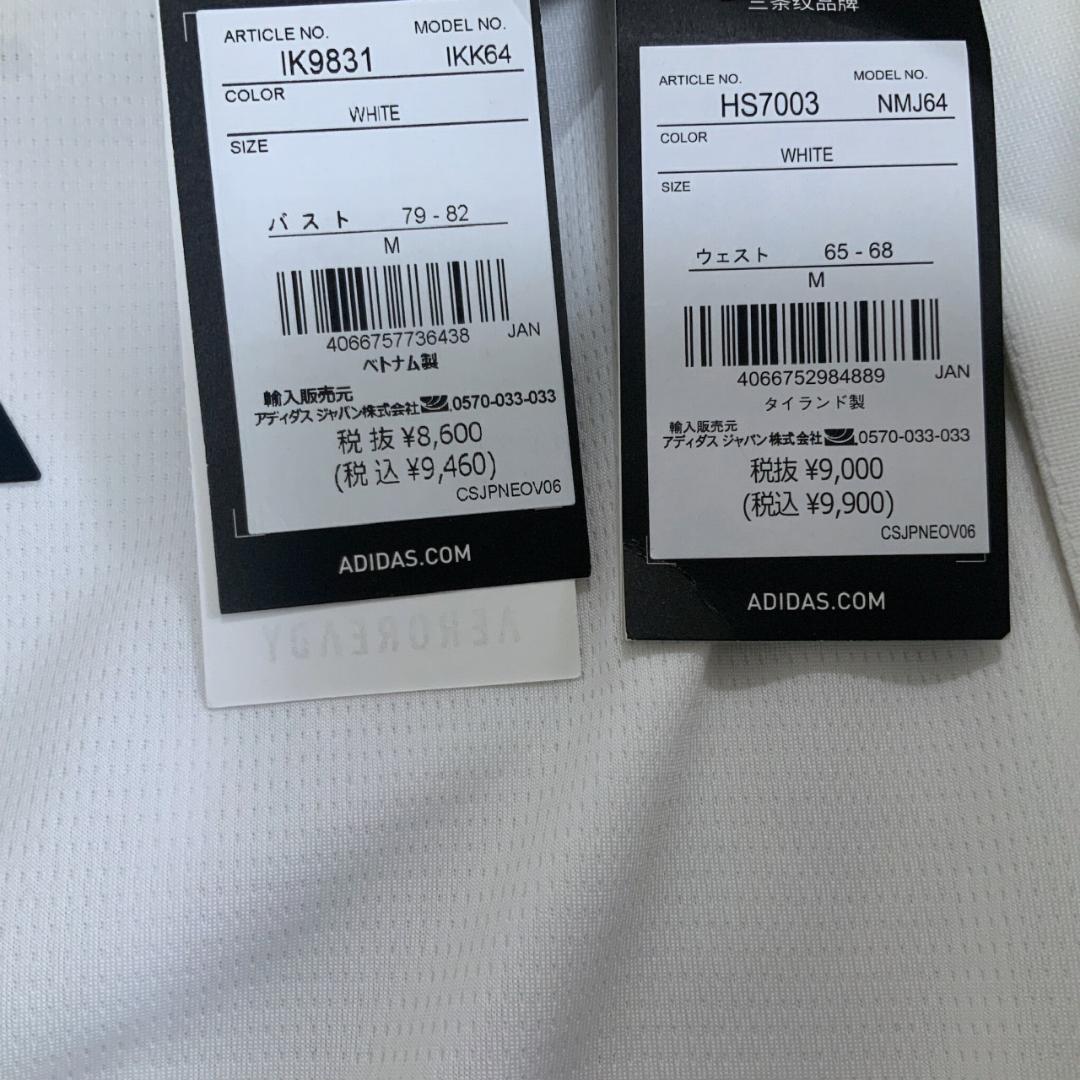 ARTICLE NO. MODEL NO.
IK9831 IKK64
COLOR
WHITE
SIZE
バスト 79 - 82
M
4066757736438 JAN
ベトナム製
輸入販売元
アディダス ジャパン株式会社 0570-033-033
税抜 ¥8,600
(税込 ¥9,460)
CSJPNEOV06
ADIDAS.COM
AEROREADY
三条纹品牌
ARTICLE NO. MODEL NO.
HS7003 NMJ64
COLOR
WHITE
SIZE
ウェスト 65 - 68
M
4066752984889 JAN
タイランド製
輸入販売元
アディダス ジャパン株式会社 0570-033-033
税抜 ¥9,000
(税込 ¥9,900)
CSJPNEOV06
ADIDAS.COM